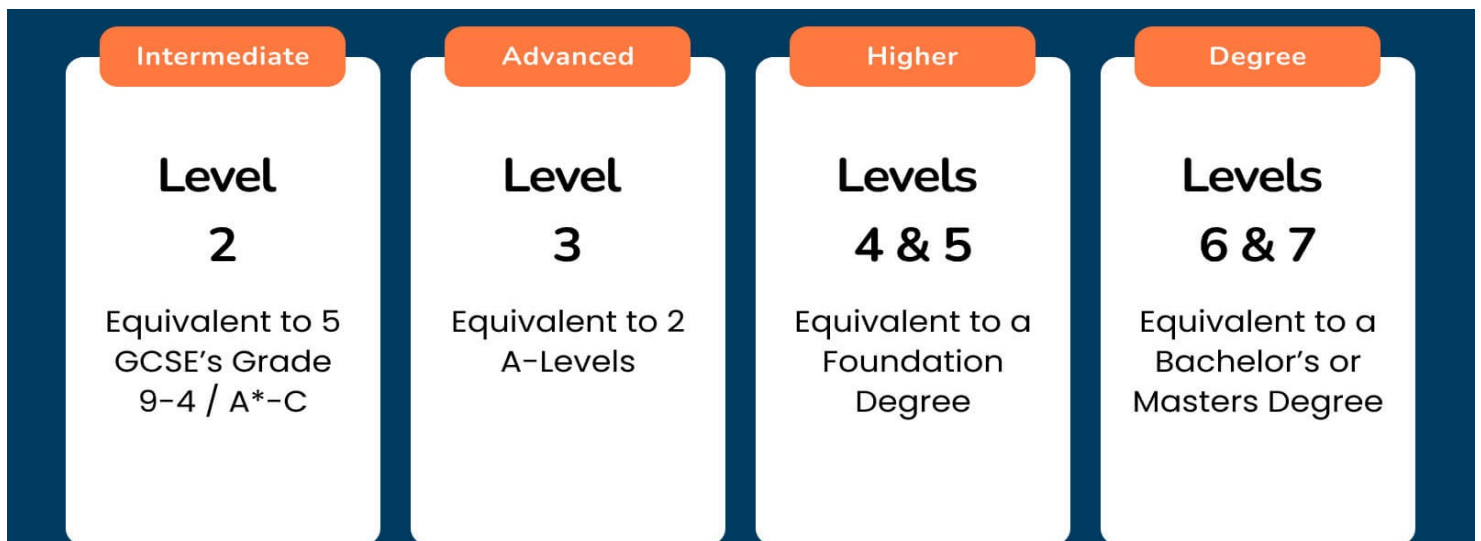 Intermediate
Level
2
Equivalent to 5
GCSE’s Grade
9-4 / A*-C
Advanced
Level
3
Equivalent to 2
A-Levels
Higher
Levels
4 & 5
Equivalent to a
Foundation
Degree
Degree
Levels
6 & 7
Equivalent to a
Bachelor’s or
Masters Degree